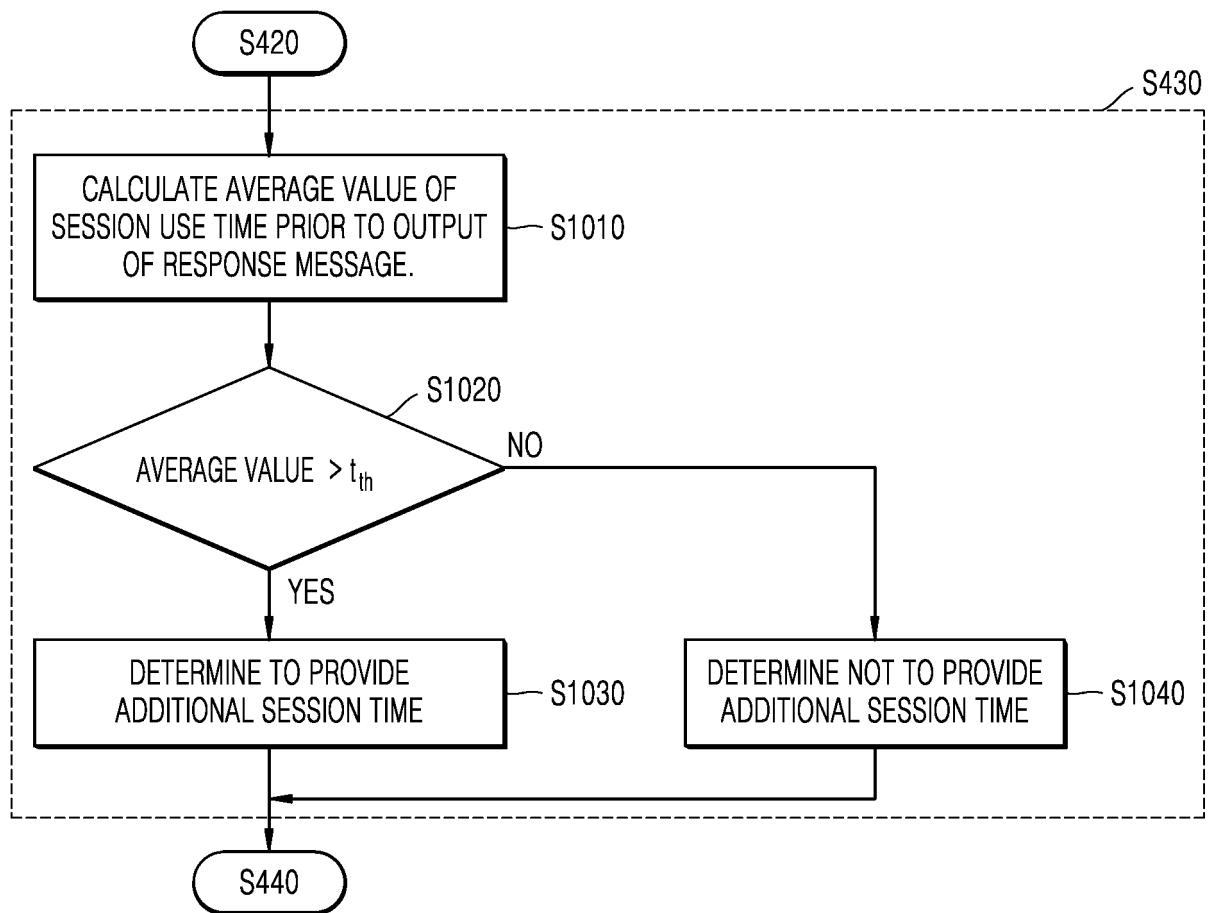 S420
S430
CALCULATE AVERAGE VALUE OF
SESSION USE TIME PRIOR TO OUTPUT
OF RESPONSE MESSAGE.
S1010
S1020
AVERAGE VALUE > tth
NO
YES
DETERMINE TO PROVIDE
ADDITIONAL SESSION TIME
S1030
DETERMINE NOT TO PROVIDE
ADDITIONAL SESSION TIME
S1040
S440